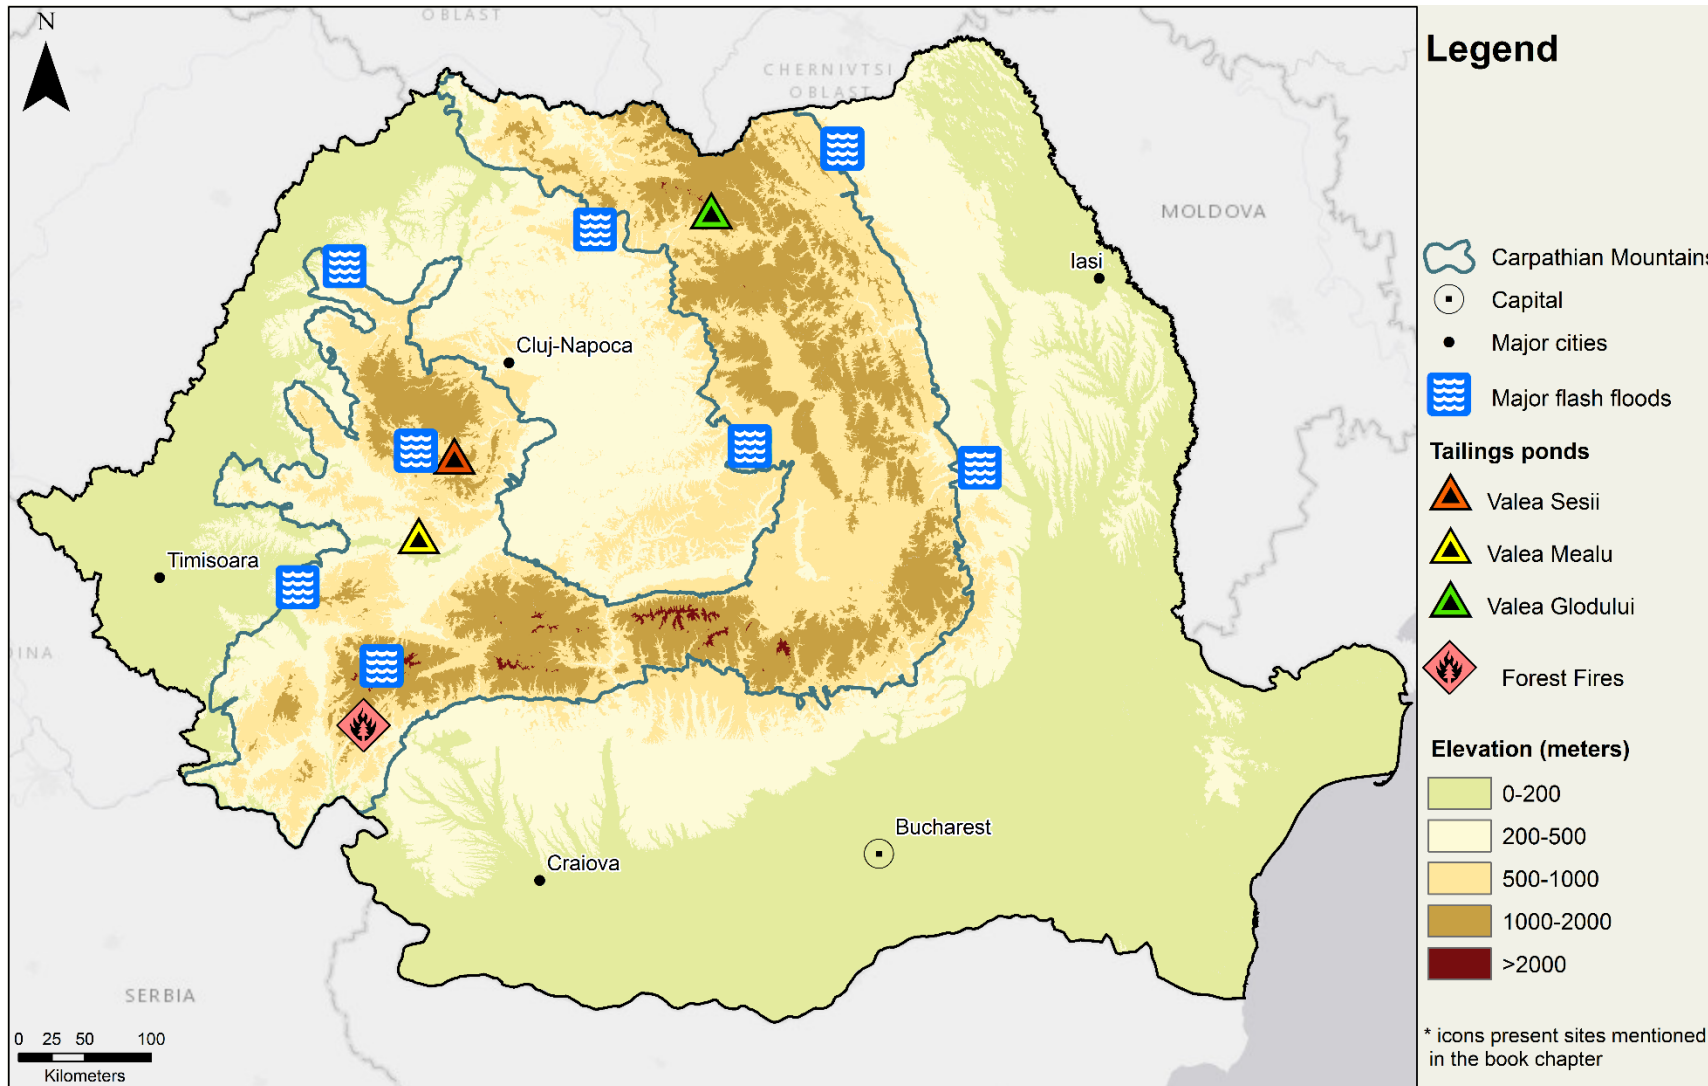 N
OBLAST
CHERNIVTSI
OBLAST
MOLDOVA
Iasi
Cluj-Napoca
Timisoara
DINA
Bucharest
Craiova
SERBIA
0 25 50 100
Kilometers
Legend
Carpathian Mountains
Capital
Major cities
Major flash floods
Tailings ponds
Valea Sesii
Valea Mealu
Valea Glodului
Forest Fires
Elevation (meters)
0-200
200-500
500-1000
1000-2000
>2000
* icons present sites mentioned
in the book chapter